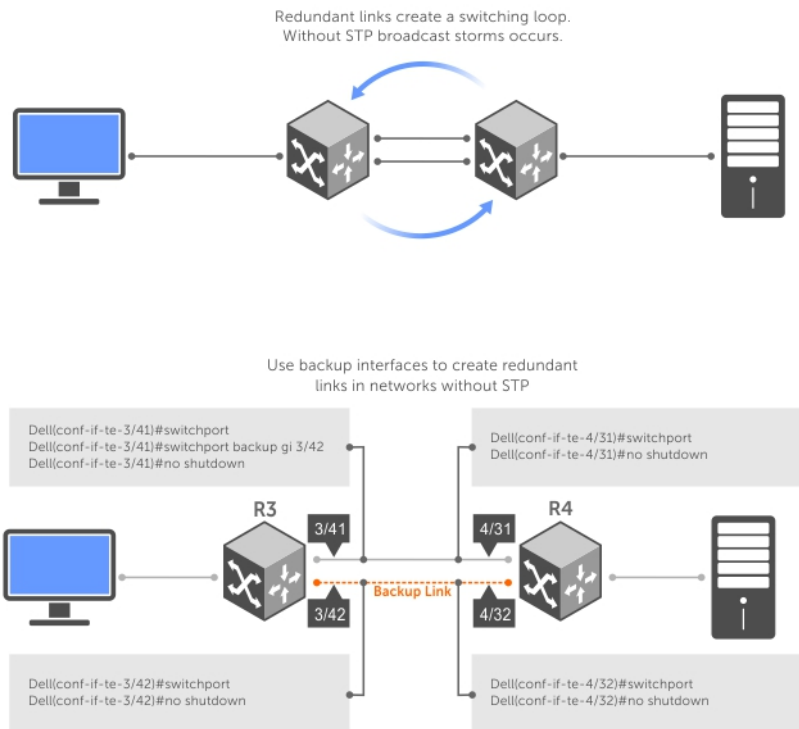 Redundant links create a switching loop.
Without STP broadcast storms occurs.
Use backup interfaces to create redundant
links in networks without STP
Dell(conf-if-te-3/41)#switchport
Dell(conf-if-te-3/41)#switchport backup gi 3/42
Dell(conf-if-te-3/41)#no shutdown
Dell(conf-if-te-4/31)#switchport
Dell(conf-if-te-4/31)#no shutdown
R3
3/41
4/31
R4
Backup Link
3/42
4/32
Dell(conf-if-te-3/42)#switchport
Dell(conf-if-te-3/42)#no shutdown
Dell(conf-if-te-4/32)#switchport
Dell(conf-if-te-4/32)#no shutdown